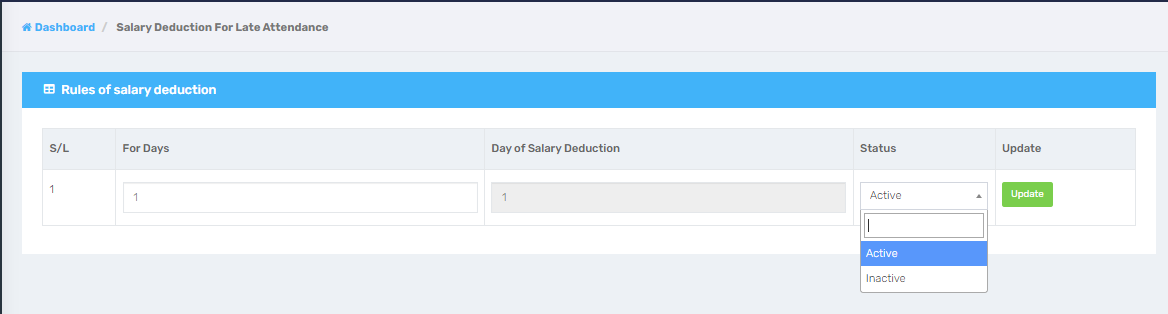 Dashboard / Salary Deduction For Late Attendance
Rules of salary deduction
S/L For Days Day of Salary Deduction Status Update
1 1 1 Active Update
Active
Inactive